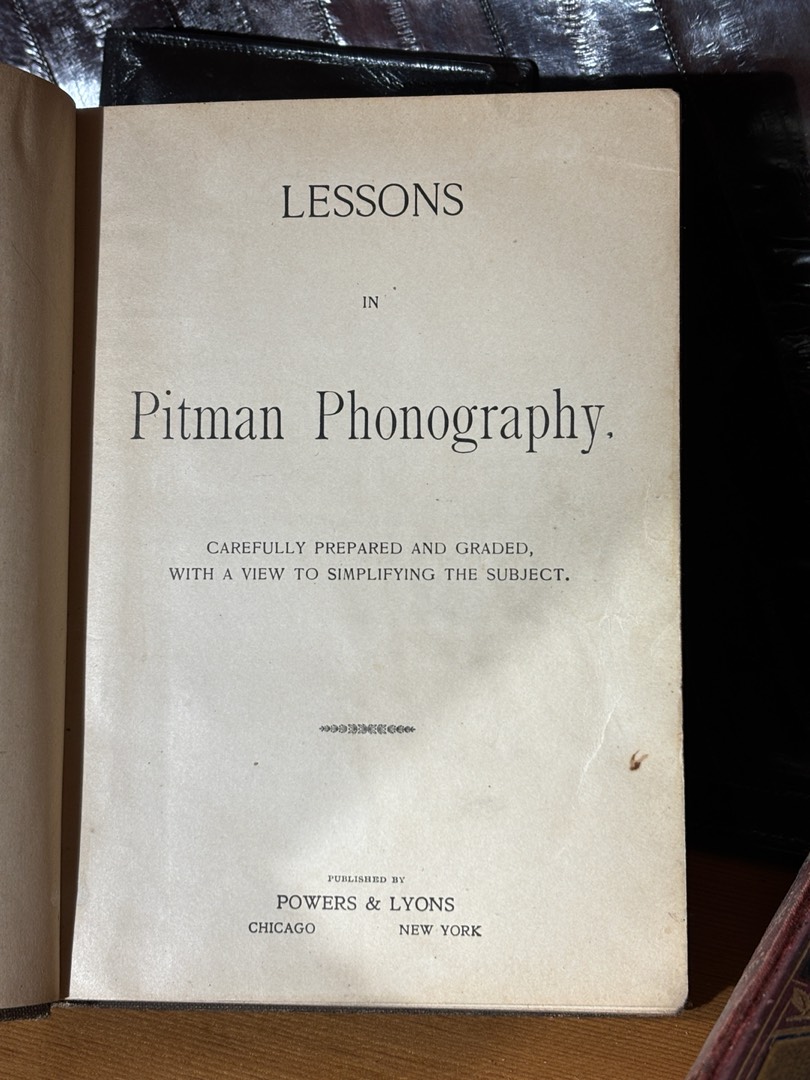 LESSONS
IN
Pitman Phonography.
CAREFULLY PREPARED AND GRADED,
WITH A VIEW TO SIMPLIFYING THE SUBJECT.
PUBLISHED BY
POWERS & LYONS
CHICAGO NEW YORK